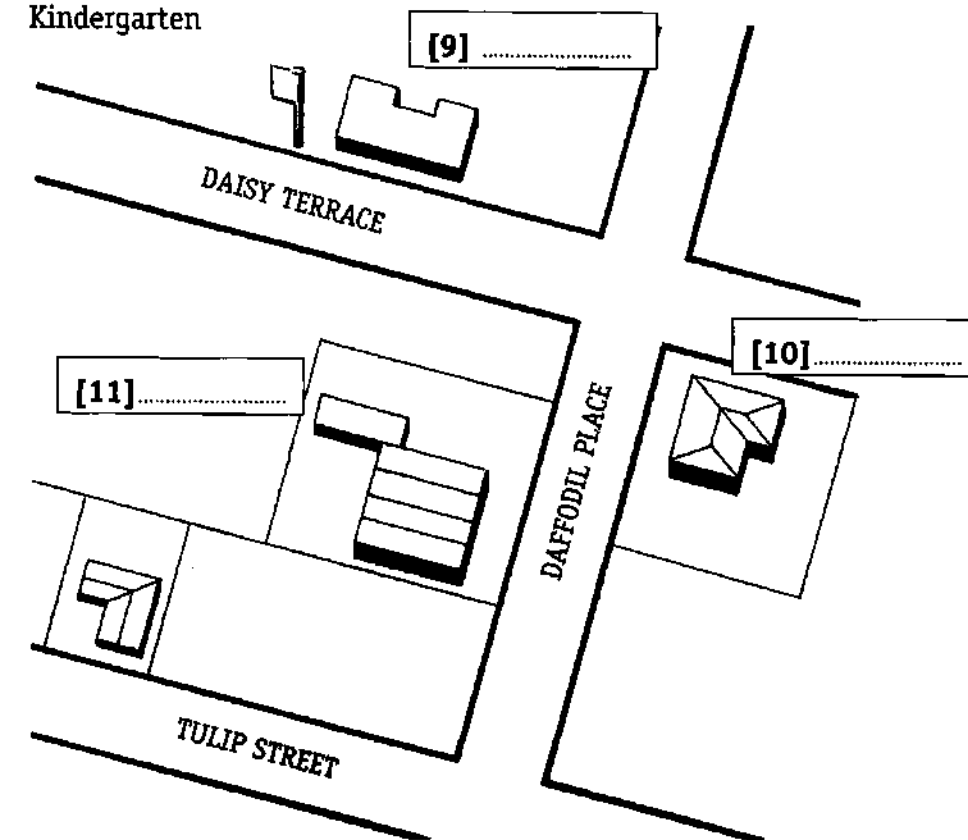 Kindergarten
[9] ....................
DAISY TERRACE
[10] ....................
[11] ....................
DAFFODIL PLACE
TULIP STREET